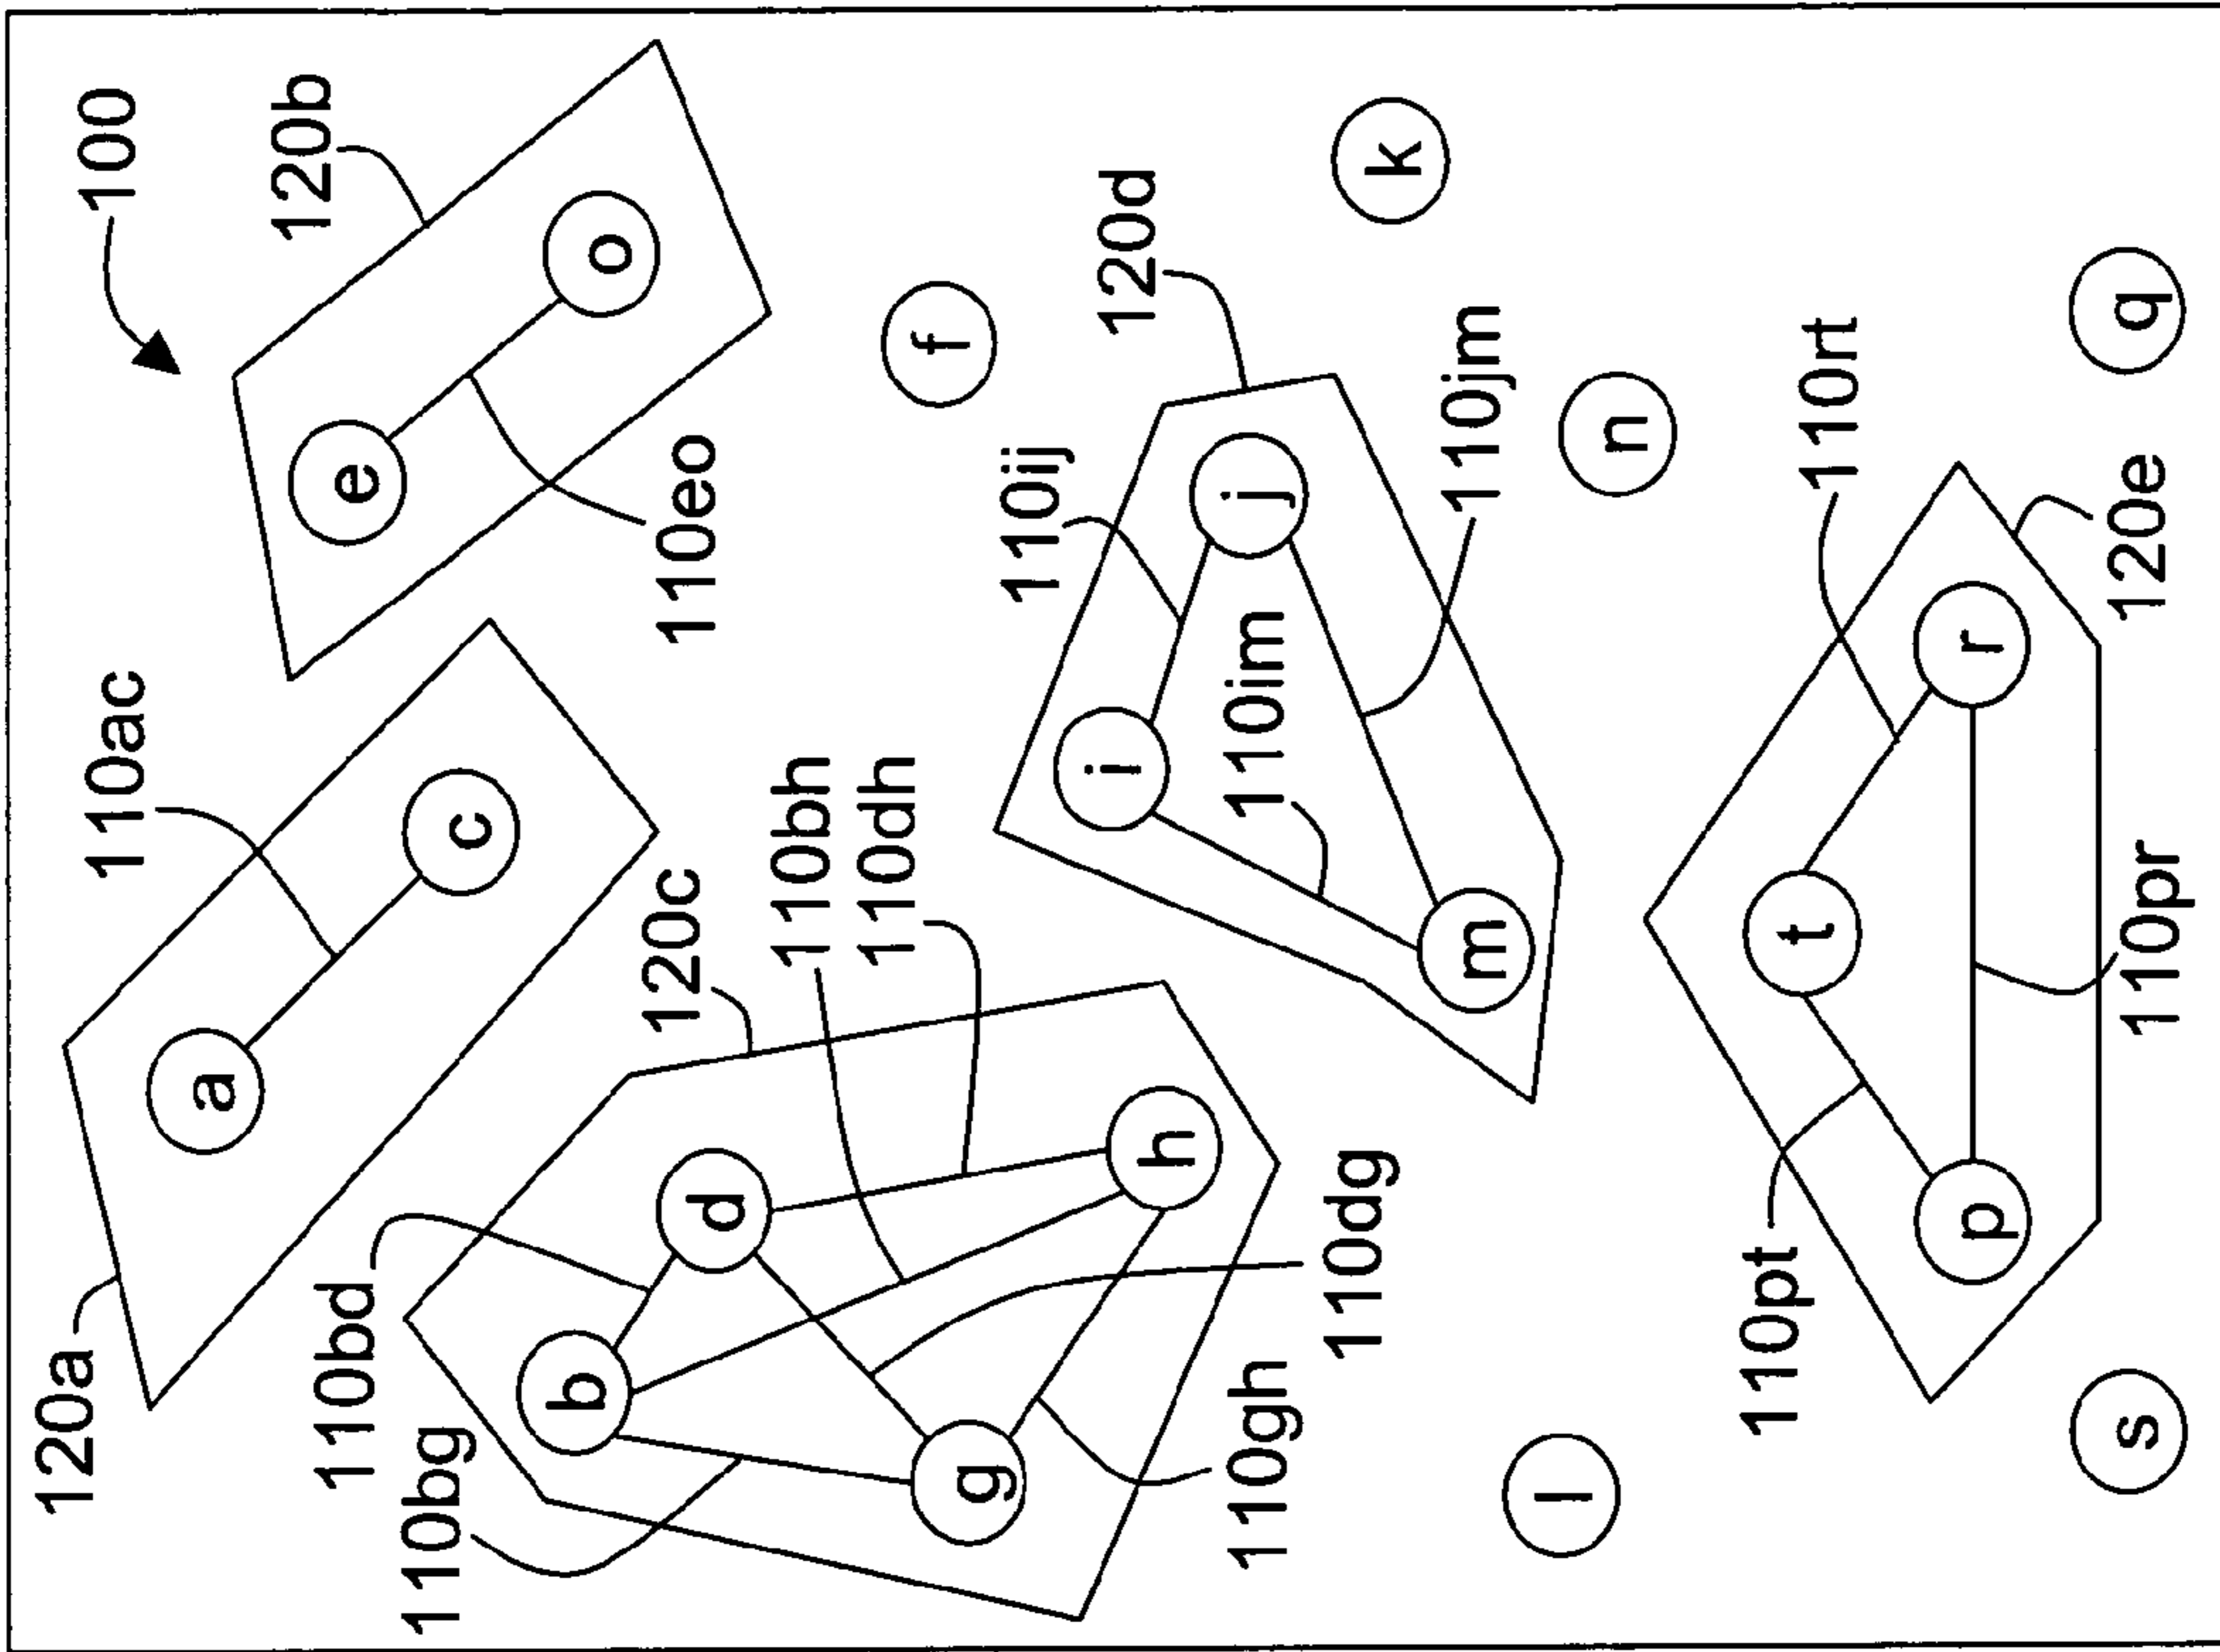 100
120a
110ac
120b
a
e
c
o
110bd
110eo
120c
110bg
b
d
110bh
110dh
f
g
h
110ij
120d
i
j
110im
110gh
110dg
k
110jm
m
l
n
110pt
110rt
t
p
r
s
q
110pr
120e